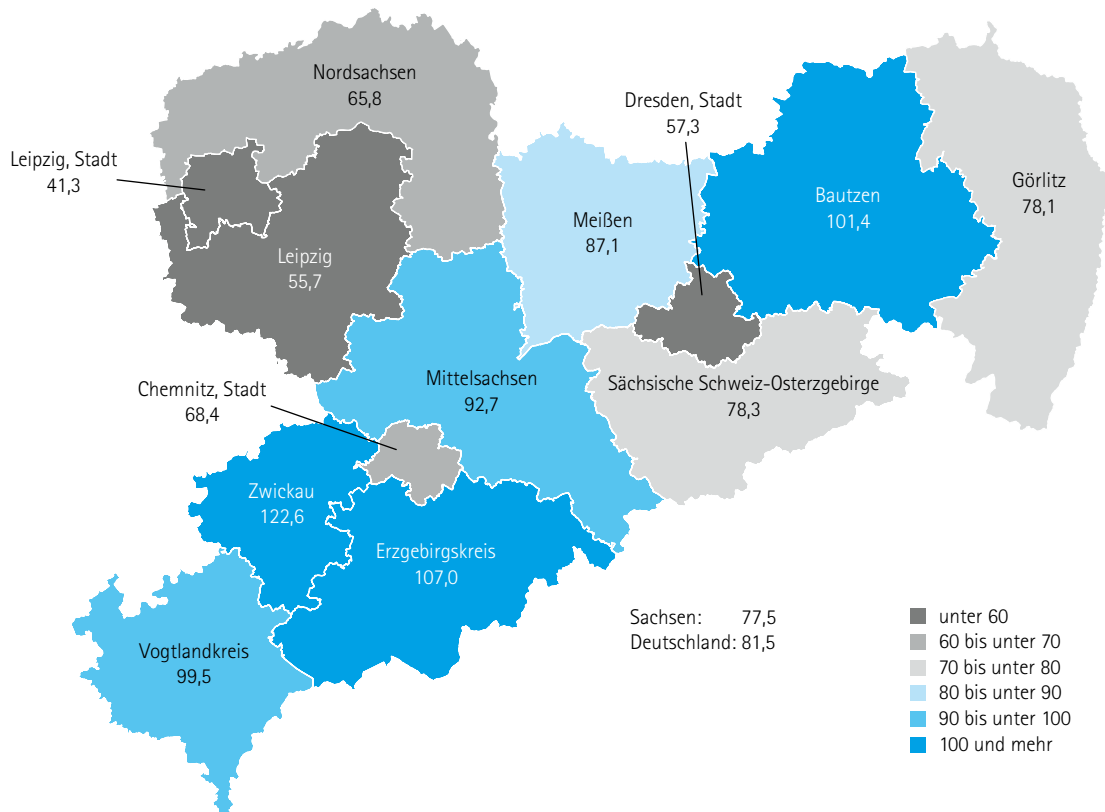 Nordsachsen
65,8
Dresden, Stadt
57,3
Leipzig, Stadt
41,3
Görlitz
78,1
Bautzen
101,4
Meißen
87,1
Leipzig
55,7
Mittelsachsen
92,7
Sächsische Schweiz-Osterzgebirge
78,3
Chemnitz, Stadt
68,4
Zwickau
122,6
Erzgebirgskreis
107,0
Vogtlandkreis
99,5
Sachsen: 77,5
Deutschland: 81,5
unter 60
60 bis unter 70
70 bis unter 80
80 bis unter 90
90 bis unter 100
100 und mehr